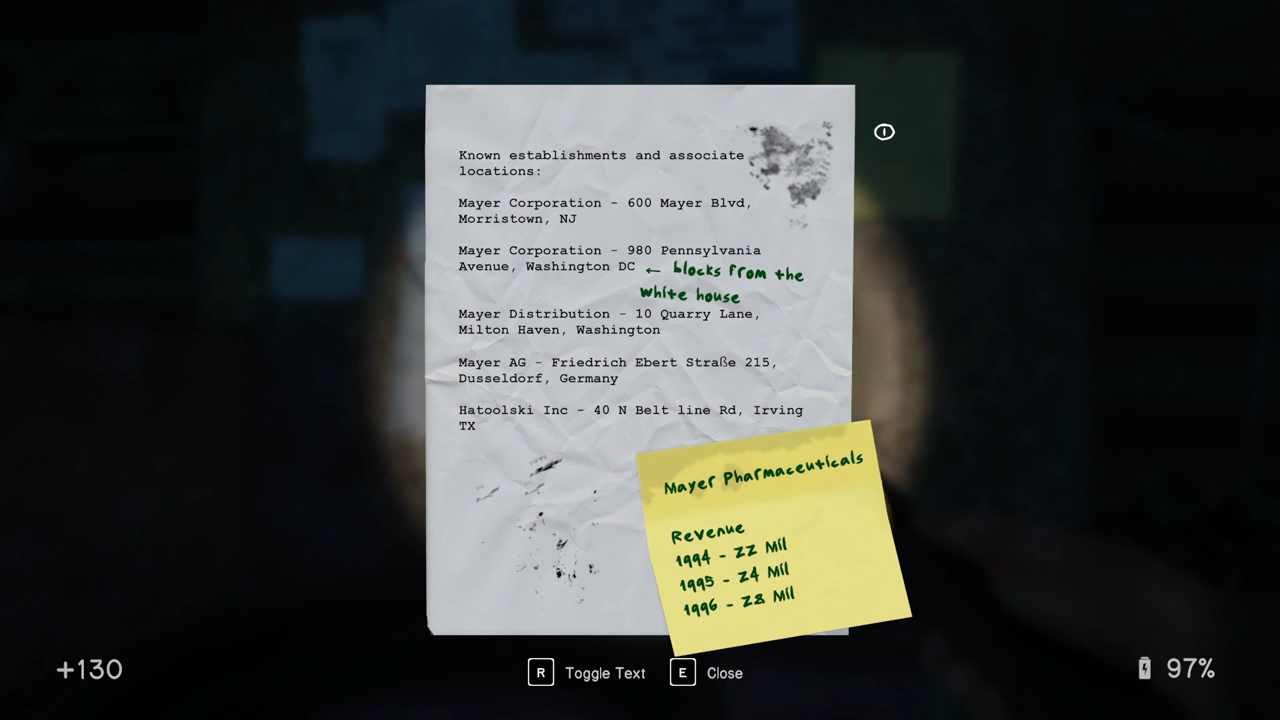 Known establishments and associate
locations:
Mayer Corporation - 600 Mayer Blvd,
Morristown, NJ
Mayer Corporation - 980 Pennsylvania
Avenue, Washington DC ← blocks from the
white house
Mayer Distribution - 10 Quarry Lane,
Milton Haven, Washington
Mayer AG - Friedrich Ebert Straße 215,
Dusseldorf, Germany
Hatoolski Inc - 40 N Belt line Rd, Irving
TX
Mayer Pharmaceuticals
Revenue
1994 - 22 Mil
1995 - 24 Mil
1996 - 28 Mil
+130
R Toggle Text E Close
97%